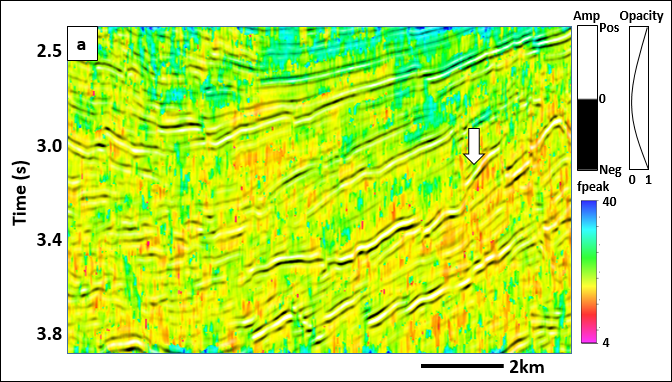 a
2.5
3.0
3.4
3.8
Time (s)
2km
Amp
Pos
0
Neg
Opacity
0 1
fpeak
40
4